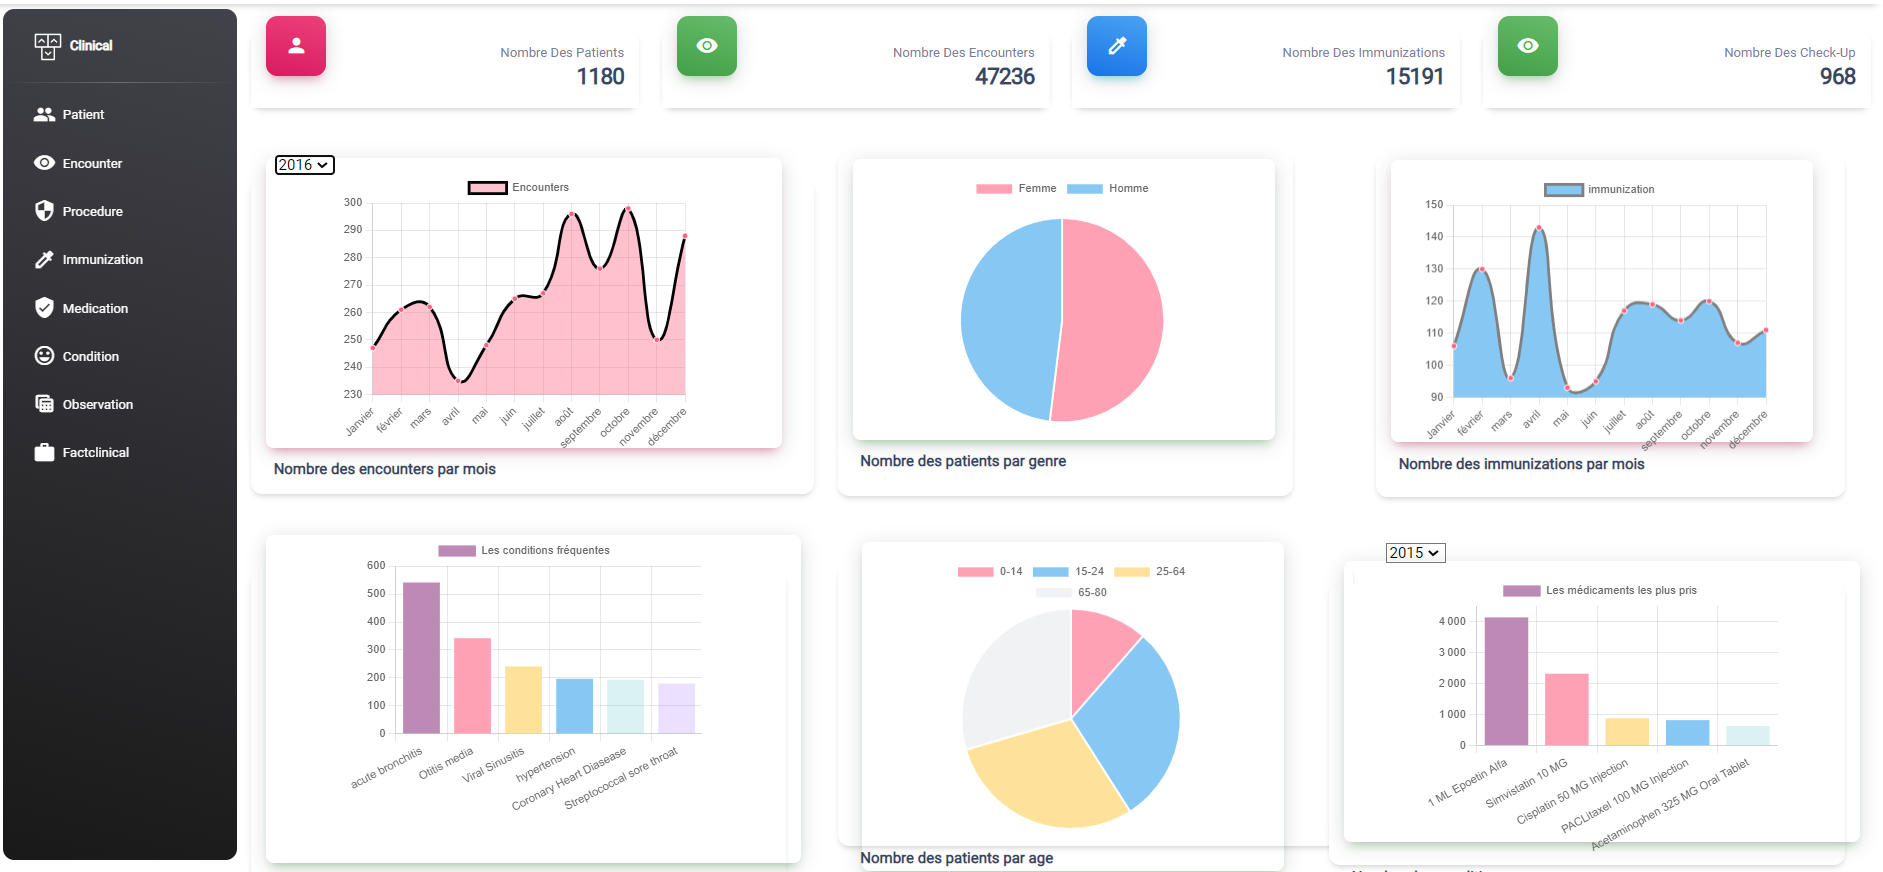 Clinical
Patient
Encounter
Procedure
Immunization
Medication
Condition
Observation
Factclinical
Nombre Des Patients
1180
Nombre Des Encounters
47236
Nombre Des Immunizations
15191
Nombre Des Check-Up
968
2016
Encounters
300
290
280
270
260
250
240
230
Janvier février mars avril mai juin juillet août septembre octobre novembre décembre
Nombre des encounters par mois
Femme Homme
Nombre des patients par genre
immunization
150
140
130
120
110
100
90
Janvier février mars avril mai juin juillet août septembre octobre novembre décembre
Nombre des immunizations par mois
Les conditions fréquentes
600
500
400
300
200
100
0
acute bronchitis
Otitis media
Viral Sinusitis
hypertension
Coronary Heart Diasease
Streptococcal sore throat
0-14 15-24 25-64
65-80
Nombre des patients par age
2015
Les médicaments les plus pris
4 000
3 000
2 000
1 000
0
1 ML Epoetin Alfa
Simvistatin 10 MG
Cisplatin 50 MG Injection
PACLitaxel 100 MG Injection
Acetaminophen 325 MG Oral Tablet